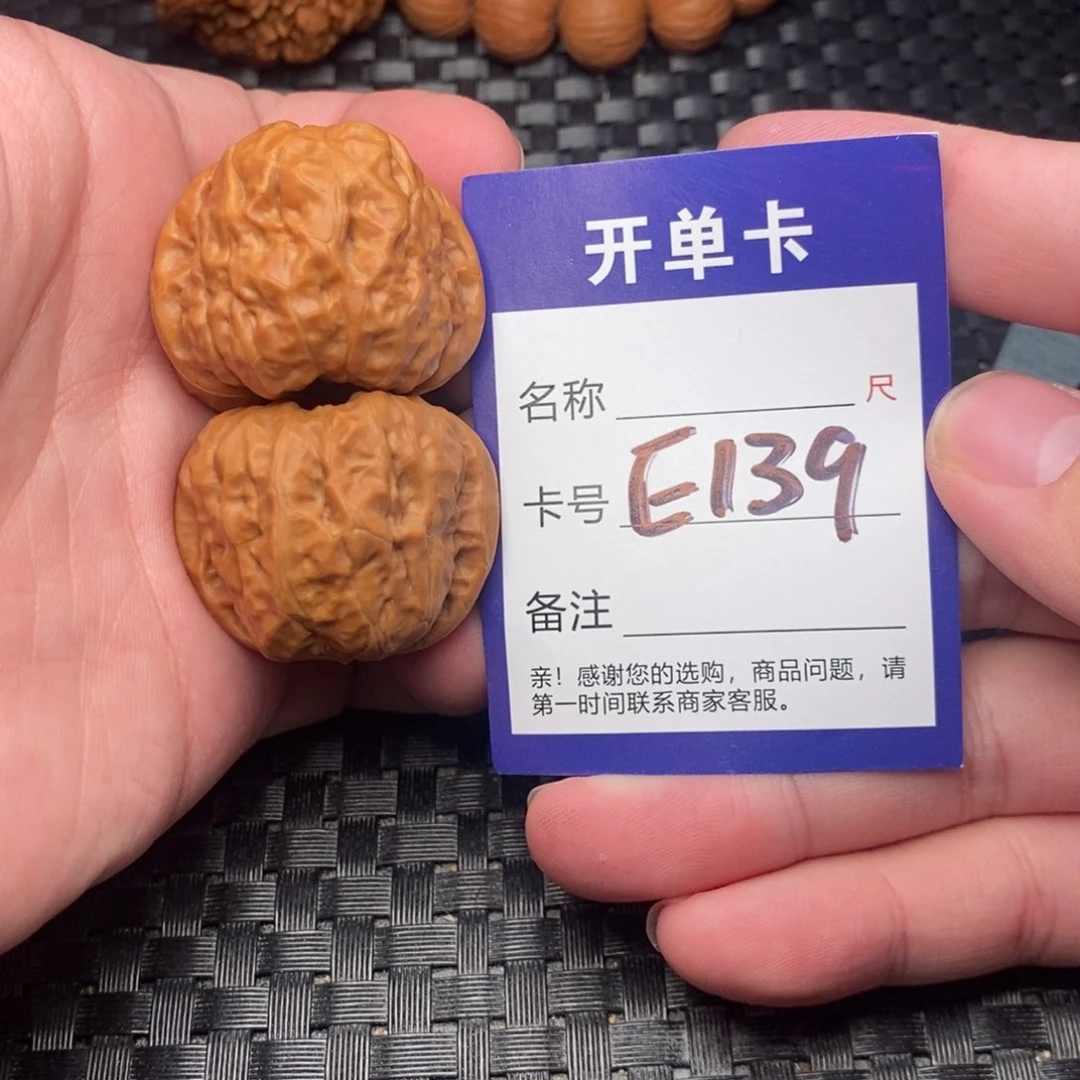 开单卡
名称 尺
卡号 E139
备注
亲！感谢您的选购，商品问题，请
第一时间联系商家客服。